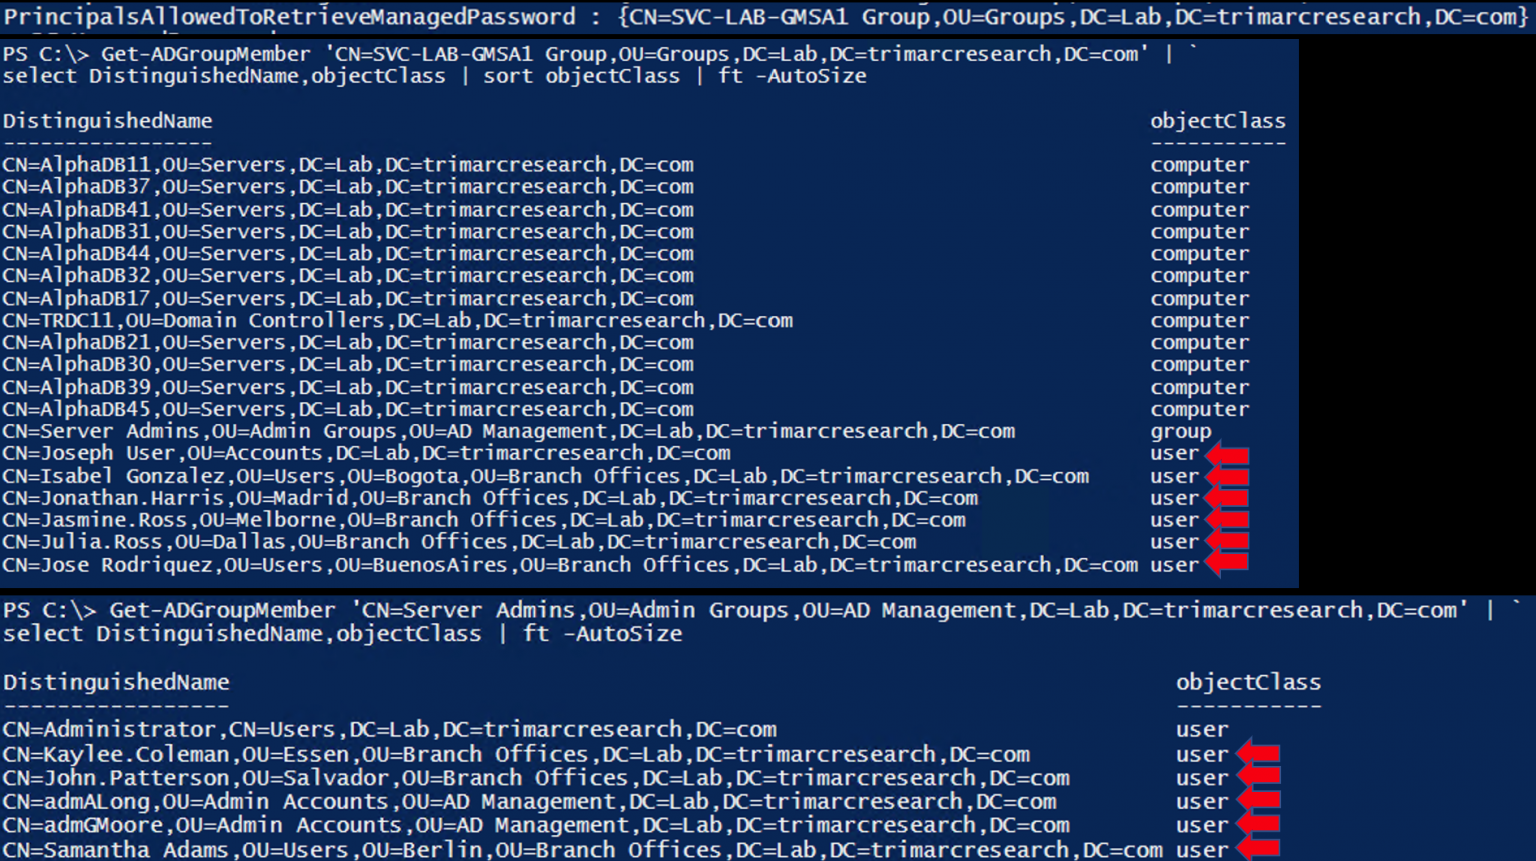 PrincipalsAllowedToRetrieveManagedPassword : {CN=SVC-LAB-GMSA1 Group,OU=Groups,DC=Lab,DC=trimarcresearch,DC=com}
PS C:\> Get-ADGroupMember 'CN=SVC-LAB-GMSA1 Group,OU=Groups,DC=Lab,DC=trimarcresearch,DC=com' | `
select DistinguishedName,objectClass | sort objectClass | ft -AutoSize
DistinguishedName objectClass
----------------- -----------
CN=AlphaDB11,OU=Servers,DC=Lab,DC=trimarcresearch,DC=com computer
CN=AlphaDB37,OU=Servers,DC=Lab,DC=trimarcresearch,DC=com computer
CN=AlphaDB41,OU=Servers,DC=Lab,DC=trimarcresearch,DC=com computer
CN=AlphaDB31,OU=Servers,DC=Lab,DC=trimarcresearch,DC=com computer
CN=AlphaDB44,OU=Servers,DC=Lab,DC=trimarcresearch,DC=com computer
CN=AlphaDB32,OU=Servers,DC=Lab,DC=trimarcresearch,DC=com computer
CN=AlphaDB17,OU=Servers,DC=Lab,DC=trimarcresearch,DC=com computer
CN=TRDC11,OU=Domain Controllers,DC=Lab,DC=trimarcresearch,DC=com computer
CN=AlphaDB21,OU=Servers,DC=Lab,DC=trimarcresearch,DC=com computer
CN=AlphaDB30,OU=Servers,DC=Lab,DC=trimarcresearch,DC=com computer
CN=AlphaDB39,OU=Servers,DC=Lab,DC=trimarcresearch,DC=com computer
CN=AlphaDB45,OU=Servers,DC=Lab,DC=trimarcresearch,DC=com computer
CN=Server Admins,OU=Admin Groups,OU=AD Management,DC=Lab,DC=trimarcresearch,DC=com group
CN=Joseph User,OU=Accounts,DC=Lab,DC=trimarcresearch,DC=com user
CN=Isabel Gonzalez,OU=Users,OU=Bogota,OU=Branch Offices,DC=Lab,DC=trimarcresearch,DC=com user
CN=Jonathan.Harris,OU=Madrid,OU=Branch Offices,DC=Lab,DC=trimarcresearch,DC=com user
CN=Jasmine.Ross,OU=Melborne,OU=Branch Offices,DC=Lab,DC=trimarcresearch,DC=com user
CN=Julia.Ross,OU=Dallas,OU=Branch Offices,DC=Lab,DC=trimarcresearch,DC=com user
CN=Jose Rodriquez,OU=Users,OU=BuenosAires,OU=Branch Offices,DC=Lab,DC=trimarcresearch,DC=com user
PS C:\> Get-ADGroupMember 'CN=Server Admins,OU=Admin Groups,OU=AD Management,DC=Lab,DC=trimarcresearch,DC=com' | `
select DistinguishedName,objectClass | ft -AutoSize
DistinguishedName objectClass
----------------- -----------
CN=Administrator,CN=Users,DC=Lab,DC=trimarcresearch,DC=com user
CN=Kaylee.Coleman,OU=Essen,OU=Branch Offices,DC=Lab,DC=trimarcresearch,DC=com user
CN=John.Patterson,OU=Salvador,OU=Branch Offices,DC=Lab,DC=trimarcresearch,DC=com user
CN=admALong,OU=Admin Accounts,OU=AD Management,DC=Lab,DC=trimarcresearch,DC=com user
CN=admGMoore,OU=Admin Accounts,OU=AD Management,DC=Lab,DC=trimarcresearch,DC=com user
CN=Samantha Adams,OU=Users,OU=Berlin,OU=Branch Offices,DC=Lab,DC=trimarcresearch,DC=com user